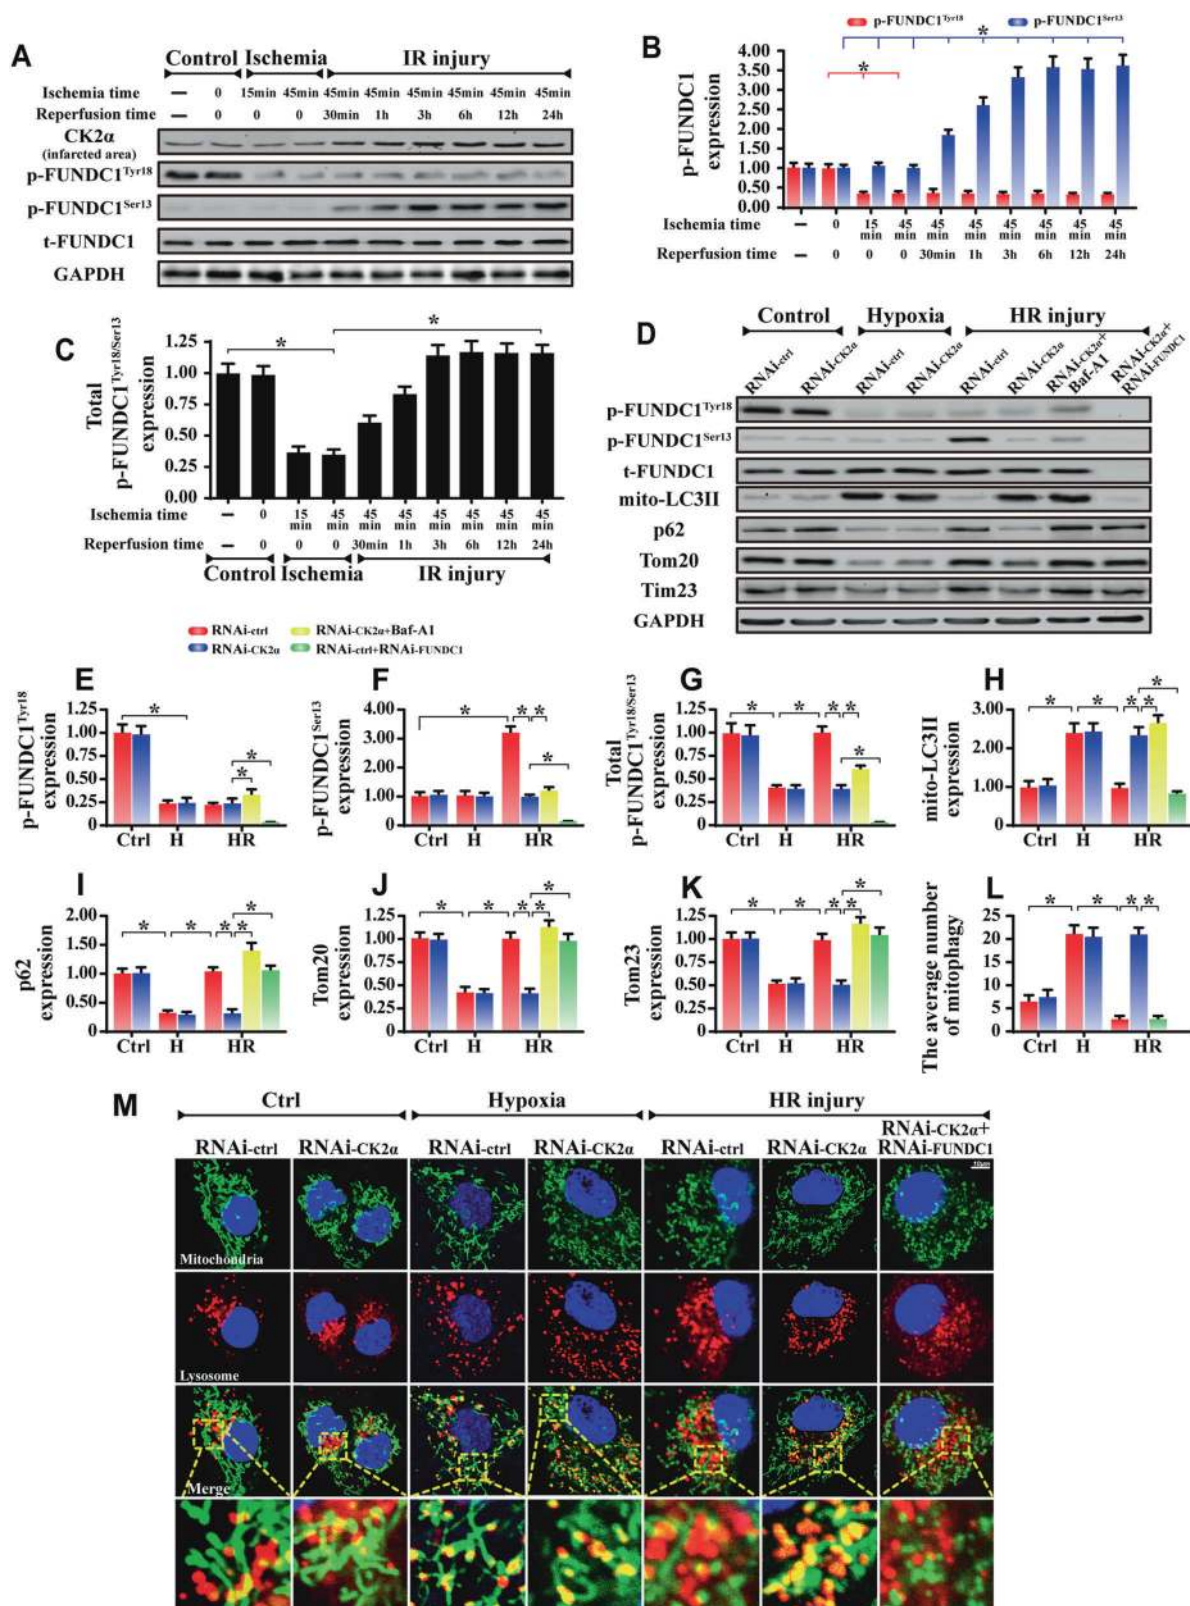 A
Control Ischemia IR injury
Ischemia time — 0 15min 45min 45min 45min 45min 45min 45min 45min
Reperfusion time — 0 0 0 30min 1h 3h 6h 12h 24h
CK2α
(infarcted area)
p-FUNDC1Tyr18
p-FUNDC1Ser13
t-FUNDC1
GAPDH
B
p-FUNDC1Tyr18 p-FUNDC1Ser13
p-FUNDC1
expression
4.00
3.50
3.00
2.50
2.00
1.50
1.00
0.50
0.00
*
*
Ischemia time — 0 15 min 45 min 45 min 45 min 45 min 45 min 45 min 45 min
Reperfusion time — 0 0 0 30min 1h 3h 6h 12h 24h
C
Total
p-FUNDC1Tyr18/Ser13
expression
1.25
1.00
0.75
0.50
0.25
0.00
*
*
Ischemia time — 0 15 min 45 min 45 min 45 min 45 min 45 min 45 min 45 min
Reperfusion time — 0 0 0 30min 1h 3h 6h 12h 24h
Control Ischemia IR injury
D
Control Hypoxia HR injury
RNAi-ctrl RNAi-CK2α RNAi-ctrl RNAi-CK2α RNAi-ctrl RNAi-CK2α RNAi-CK2α+ Baf-A1 RNAi-CK2α+ RNAi-FUNDC1
p-FUNDC1Tyr18
p-FUNDC1Ser13
t-FUNDC1
mito-LC3II
p62
Tom20
Tim23
GAPDH
RNAi-ctrl RNAi-CK2α+Baf-A1
RNAi-CK2α RNAi-ctrl+RNAi-FUNDC1
E
p-FUNDC1Tyr18
expression
1.25
1.00
0.75
0.50
0.25
0
* * *
Ctrl H HR
F
p-FUNDC1Ser13
expression
4.00
3.00
2.00
1.00
0
* * * *
Ctrl H HR
G
Total
p-FUNDC1Tyr18/Ser13
expression
1.25
1.00
0.75
0.50
0.25
0
* * * * *
Ctrl H HR
H
mito-LC3II
expression
3.00
2.00
1.00
0
* * * * *
Ctrl H HR
I
p62
expression
2.00
1.50
1.00
0.50
0
* * * * *
Ctrl H HR
J
Tom20
expression
1.25
1.00
0.75
0.50
0.25
0
* * * * *
Ctrl H HR
K
Tom23
expression
1.25
1.00
0.75
0.50
0.25
0
* * * * *
Ctrl H HR
L
The average number
of mitophagy
25
20
15
10
5
0
* * * *
Ctrl H HR
M
Ctrl Hypoxia HR injury
RNAi-ctrl RNAi-CK2α RNAi-ctrl RNAi-CK2α RNAi-ctrl RNAi-CK2α RNAi-CK2α+ RNAi-FUNDC1
10μm
Mitochondria
Lysosome
Merge